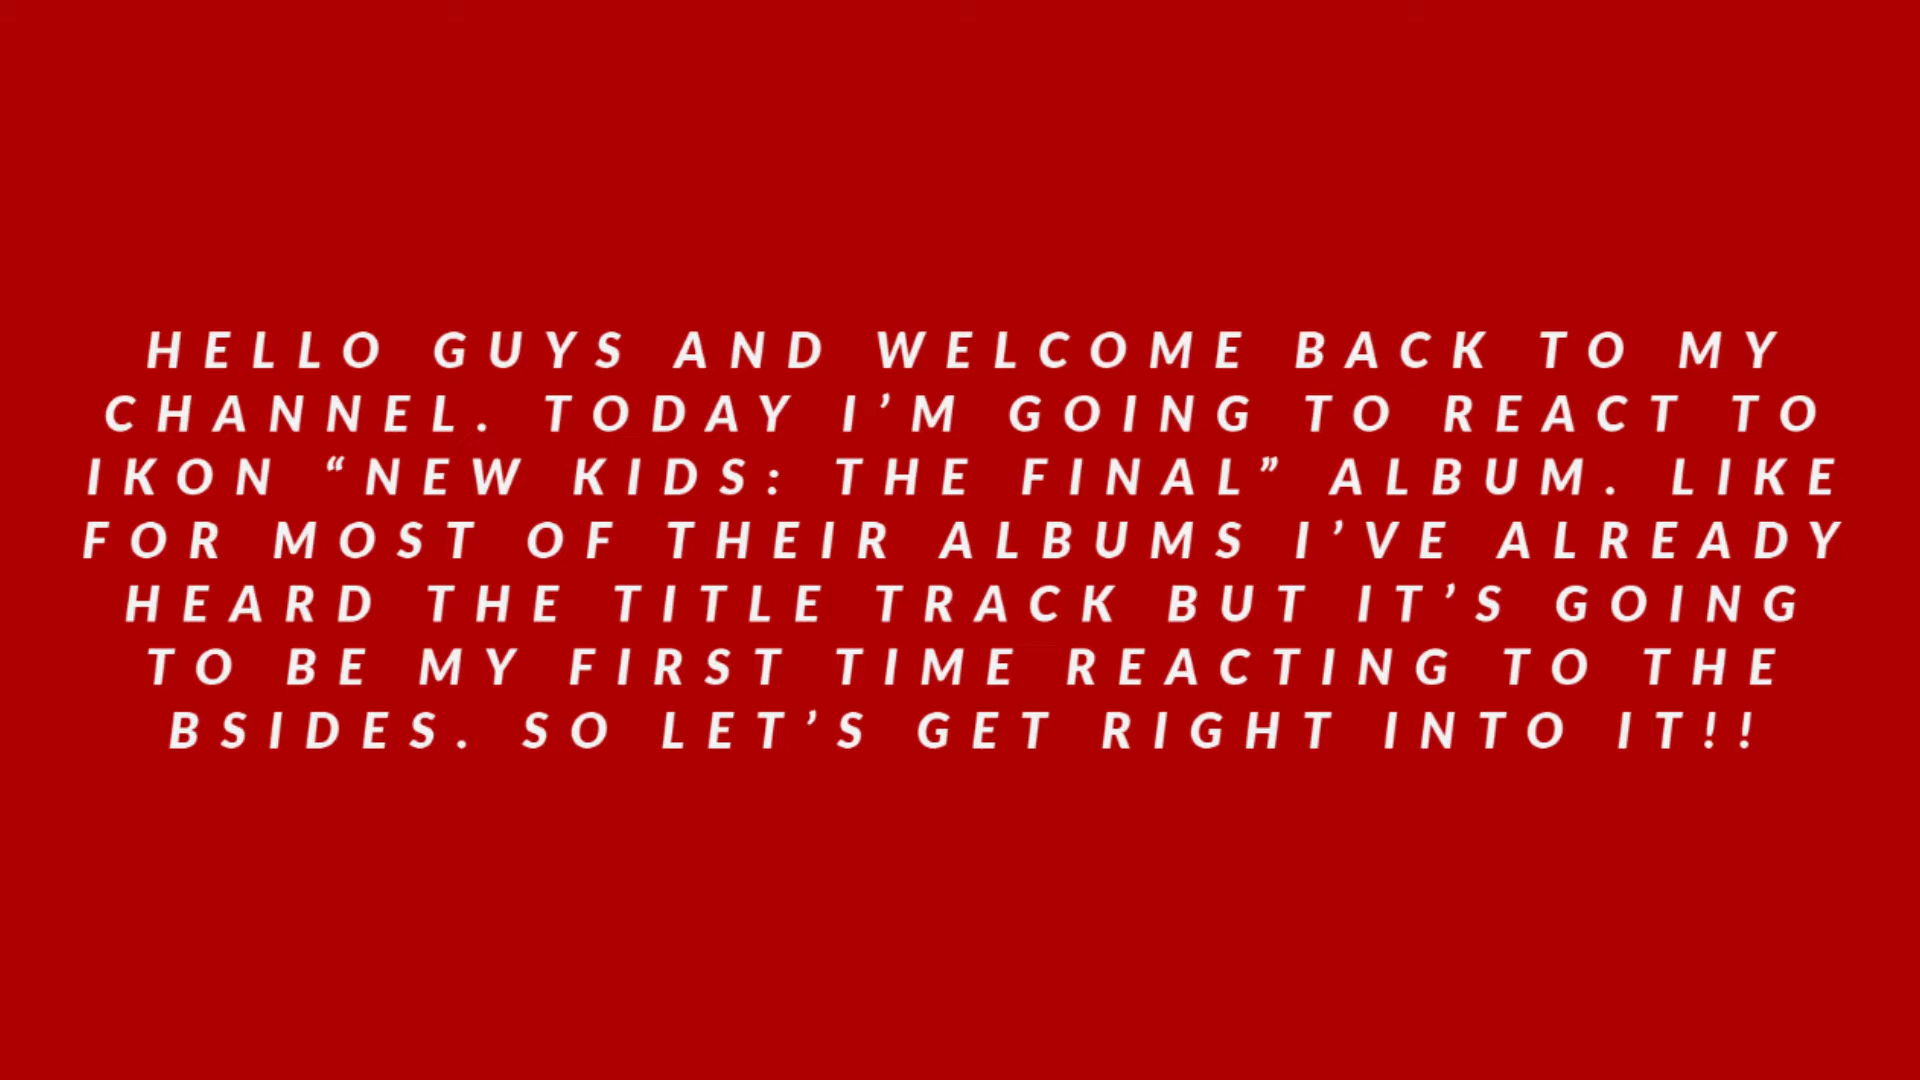 HELLO GUYS AND WELCOME BACK TO MY
CHANNEL. TODAY I’M GOING TO REACT TO
IKON “NEW KIDS: THE FINAL” ALBUM. LIKE
FOR MOST OF THEIR ALBUMS I’VE ALREADY
HEARD THE TITLE TRACK BUT IT’S GOING
TO BE MY FIRST TIME REACTING TO THE
BSIDES. SO LET’S GET RIGHT INTO IT!!